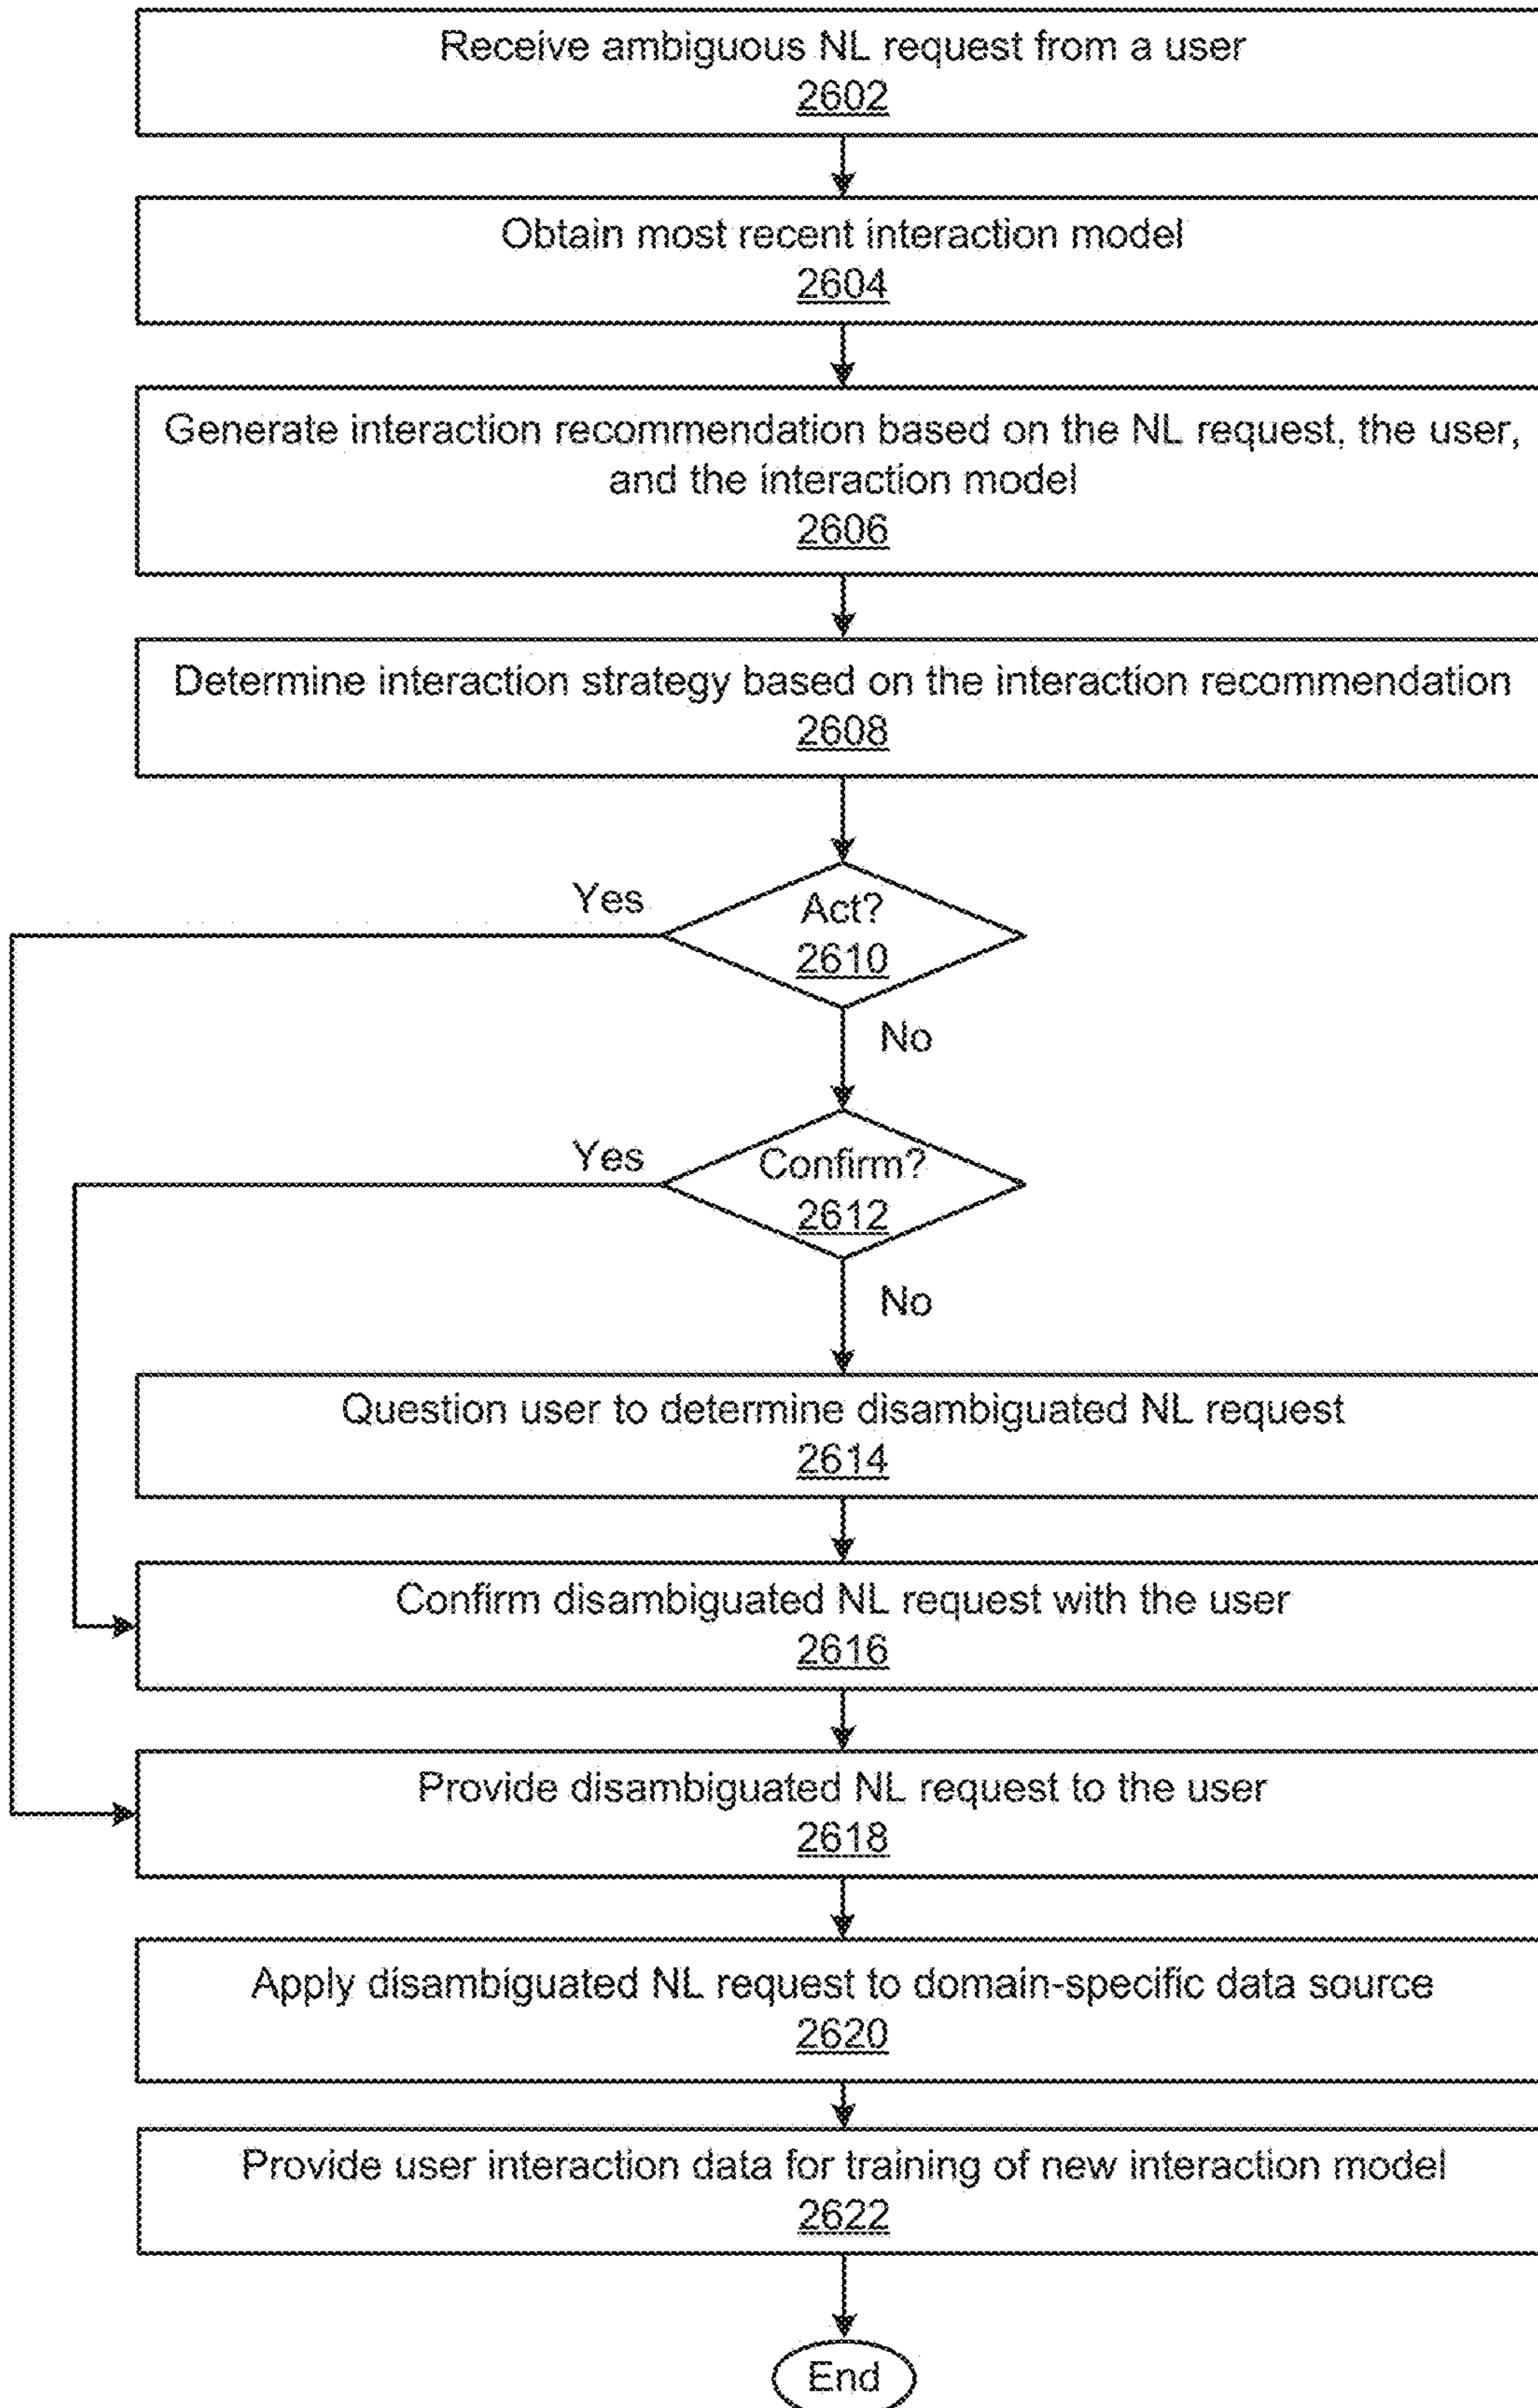 Receive ambiguous NL request from a user
2602
Obtain most recent interaction model
2604
Generate interaction recommendation based on the NL request, the user,
and the interaction model
2606
Determine interaction strategy based on the interaction recommendation
2608
Yes
Act?
2610
No
Yes
Confirm?
2612
No
Question user to determine disambiguated NL request
2614
Confirm disambiguated NL request with the user
2616
Provide disambiguated NL request to the user
2618
Apply disambiguated NL request to domain-specific data source
2620
Provide user interaction data for training of new interaction model
2622
End